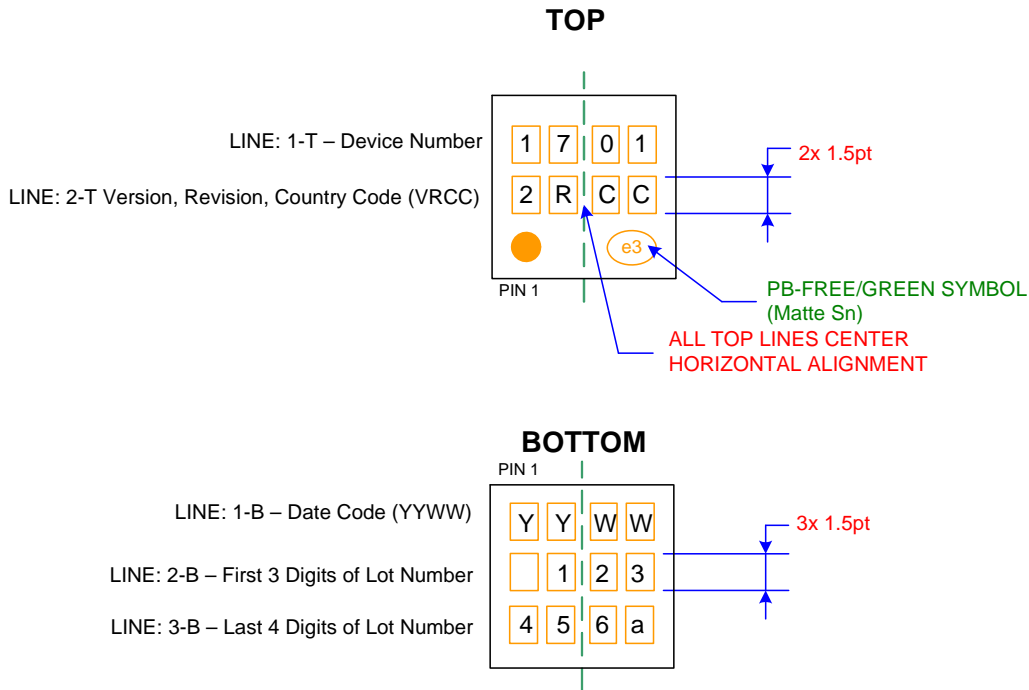 TOP
LINE: 1-T – Device Number
1 7 0 1
2x 1.5pt
LINE: 2-T Version, Revision, Country Code (VRCC)
2 R C C
e3
PIN 1
PB-FREE/GREEN SYMBOL
(Matte Sn)
ALL TOP LINES CENTER
HORIZONTAL ALIGNMENT
BOTTOM
PIN 1
LINE: 1-B – Date Code (YYWW)
Y Y W W
3x 1.5pt
LINE: 2-B – First 3 Digits of Lot Number
1 2 3
LINE: 3-B – Last 4 Digits of Lot Number
4 5 6 a